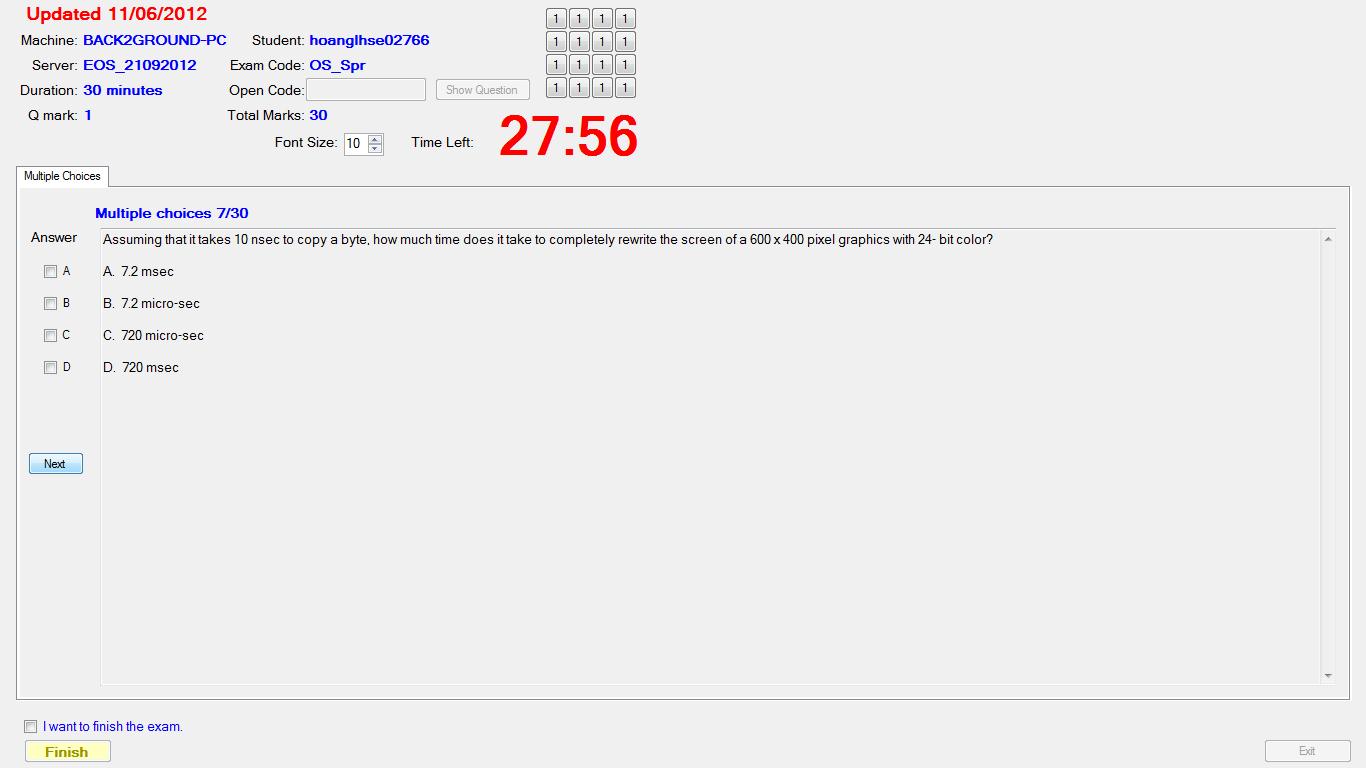 Updated 11/06/2012
Machine: BACK2GROUND-PC Student: hoanglhse02766
Server: EOS_21092012 Exam Code: OS_Spr
Duration: 30 minutes Open Code: Show Question
Q mark: 1 Total Marks: 30
Font Size: 10 Time Left: 27:56
1 1 1 1
1 1 1 1
1 1 1 1
1 1 1 1
Multiple Choices
Multiple choices 7/30
Answer
Assuming that it takes 10 nsec to copy a byte, how much time does it take to completely rewrite the screen of a 600 x 400 pixel graphics with 24- bit color?
A A. 7.2 msec
B B. 7.2 micro-sec
C C. 720 micro-sec
D D. 720 msec
Next
I want to finish the exam.
Finish
Exit